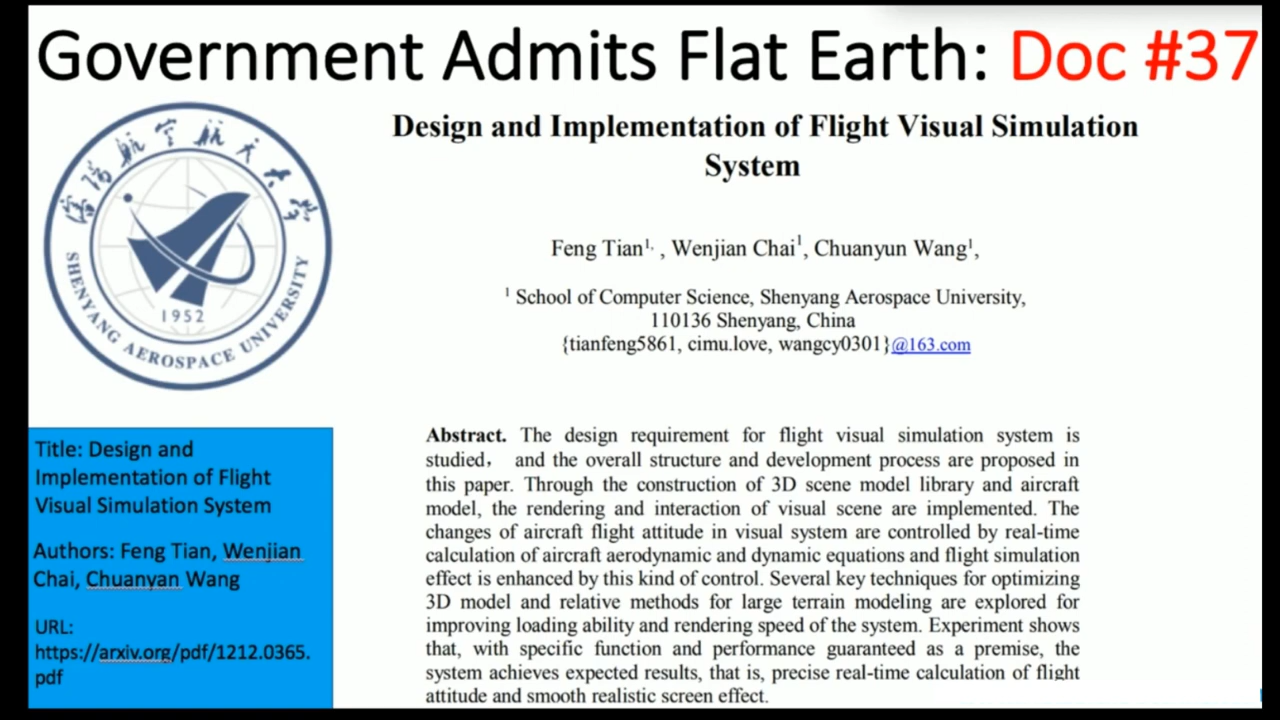 Government Admits Flat Earth: Doc #37
Design and Implementation of Flight Visual Simulation
System
Feng Tian¹· , Wenjian Chai¹, Chuanyun Wang¹,
¹ School of Computer Science, Shenyang Aerospace University,
110136 Shenyang, China
{tianfeng5861, cimu.love, wangcy0301}@163.com
沈阳航空航天大学
1952
SHENYANG AEROSPACE UNIVERSITY
Title: Design and
Implementation of Flight
Visual Simulation System
Authors: Feng Tian, Wenjian
Chai, Chuanyan Wang
URL:
https://arxiv.org/pdf/1212.0365.
pdf
Abstract. The design requirement for flight visual simulation system is
studied， and the overall structure and development process are proposed in
this paper. Through the construction of 3D scene model library and aircraft
model, the rendering and interaction of visual scene are implemented. The
changes of aircraft flight attitude in visual system are controlled by real-time
calculation of aircraft aerodynamic and dynamic equations and flight simulation
effect is enhanced by this kind of control. Several key techniques for optimizing
3D model and relative methods for large terrain modeling are explored for
improving loading ability and rendering speed of the system. Experiment shows
that, with specific function and performance guaranteed as a premise, the
system achieves expected results, that is, precise real-time calculation of flight
attitude and smooth realistic screen effect.